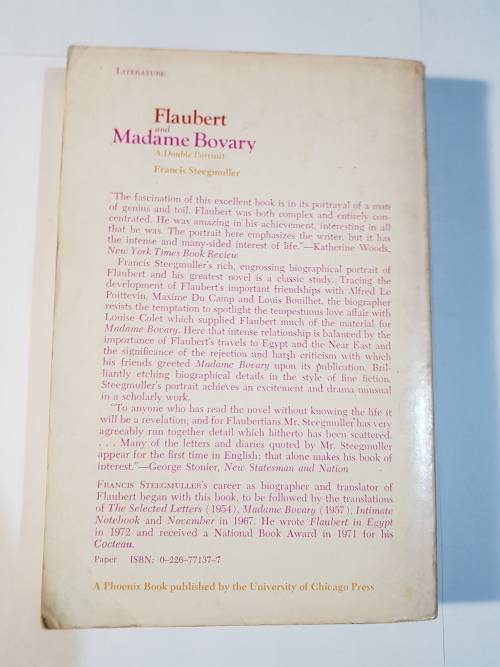 LITERATURE
Flaubert
and
Madame Bovary
A Double Portrait
Francis Steegmuller
"The fascination of this excellent book is in its portrayal of a man
of genius and toil. Flaubert was both complex and entirely con-
centrated. He was amazing in his achievement, interesting in all
that he was. The portrait here emphasizes the writer, but it has
the intense and many-sided interest of life."—Katherine Woods,
New York Times Book Review
Francis Steegmuller's rich, engrossing biographical portrait of
Flaubert and his greatest novel is a classic study. Tracing the
development of Flaubert's important friendships with Alfred Le
Poittevin, Maxime Du Camp and Louis Bouilhet, the biographer
resists the temptation to spotlight the tempestuous love affair with
Louise Colet which supplied Flaubert much of the material for
Madame Bovary. Here that intense relationship is balanced by the
importance of Flaubert's travels to Egypt and the Near East and
the significance of the rejection and harsh criticism with which
his friends greeted Madame Bovary upon its publication. Bril-
liantly etching biographical details in the style of fine fiction,
Steegmuller's portrait achieves an excitement and drama unusual
in a scholarly work.
"To anyone who has read the novel without knowing the life it
will be a revelation; and for Flaubertians Mr. Steegmuller has very
agreeably run together detail which hitherto has been scattered.
. . . Many of the letters and diaries quoted by Mr. Steegmuller
appear for the first time in English: that alone makes his book of
interest."—George Stonier, New Statesman and Nation
FRANCIS STEEGMULLER'S career as biographer and translator of
Flaubert began with this book, to be followed by the translations
of The Selected Letters (1954), Madame Bovary (1957), Intimate
Notebook and November in 1967. He wrote Flaubert in Egypt
in 1972 and received a National Book Award in 1971 for his
Cocteau.
Paper ISBN: 0-226-77137-7
A Phoenix Book published by the University of Chicago Press